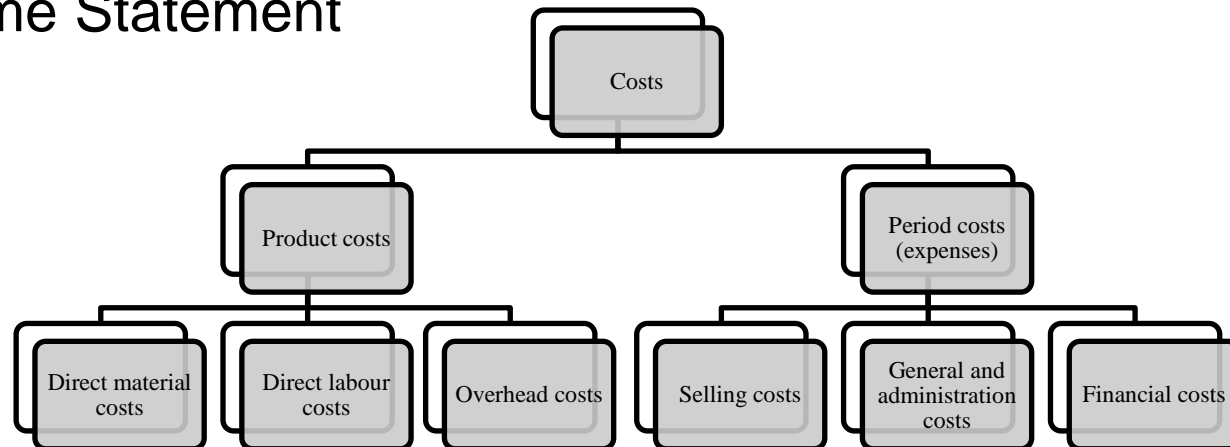 me Statement
Costs
Product costs
Period costs
(expenses)
Direct material
costs
Direct labour
costs
Overhead costs
Selling costs
General and
administration
costs
Financial costs